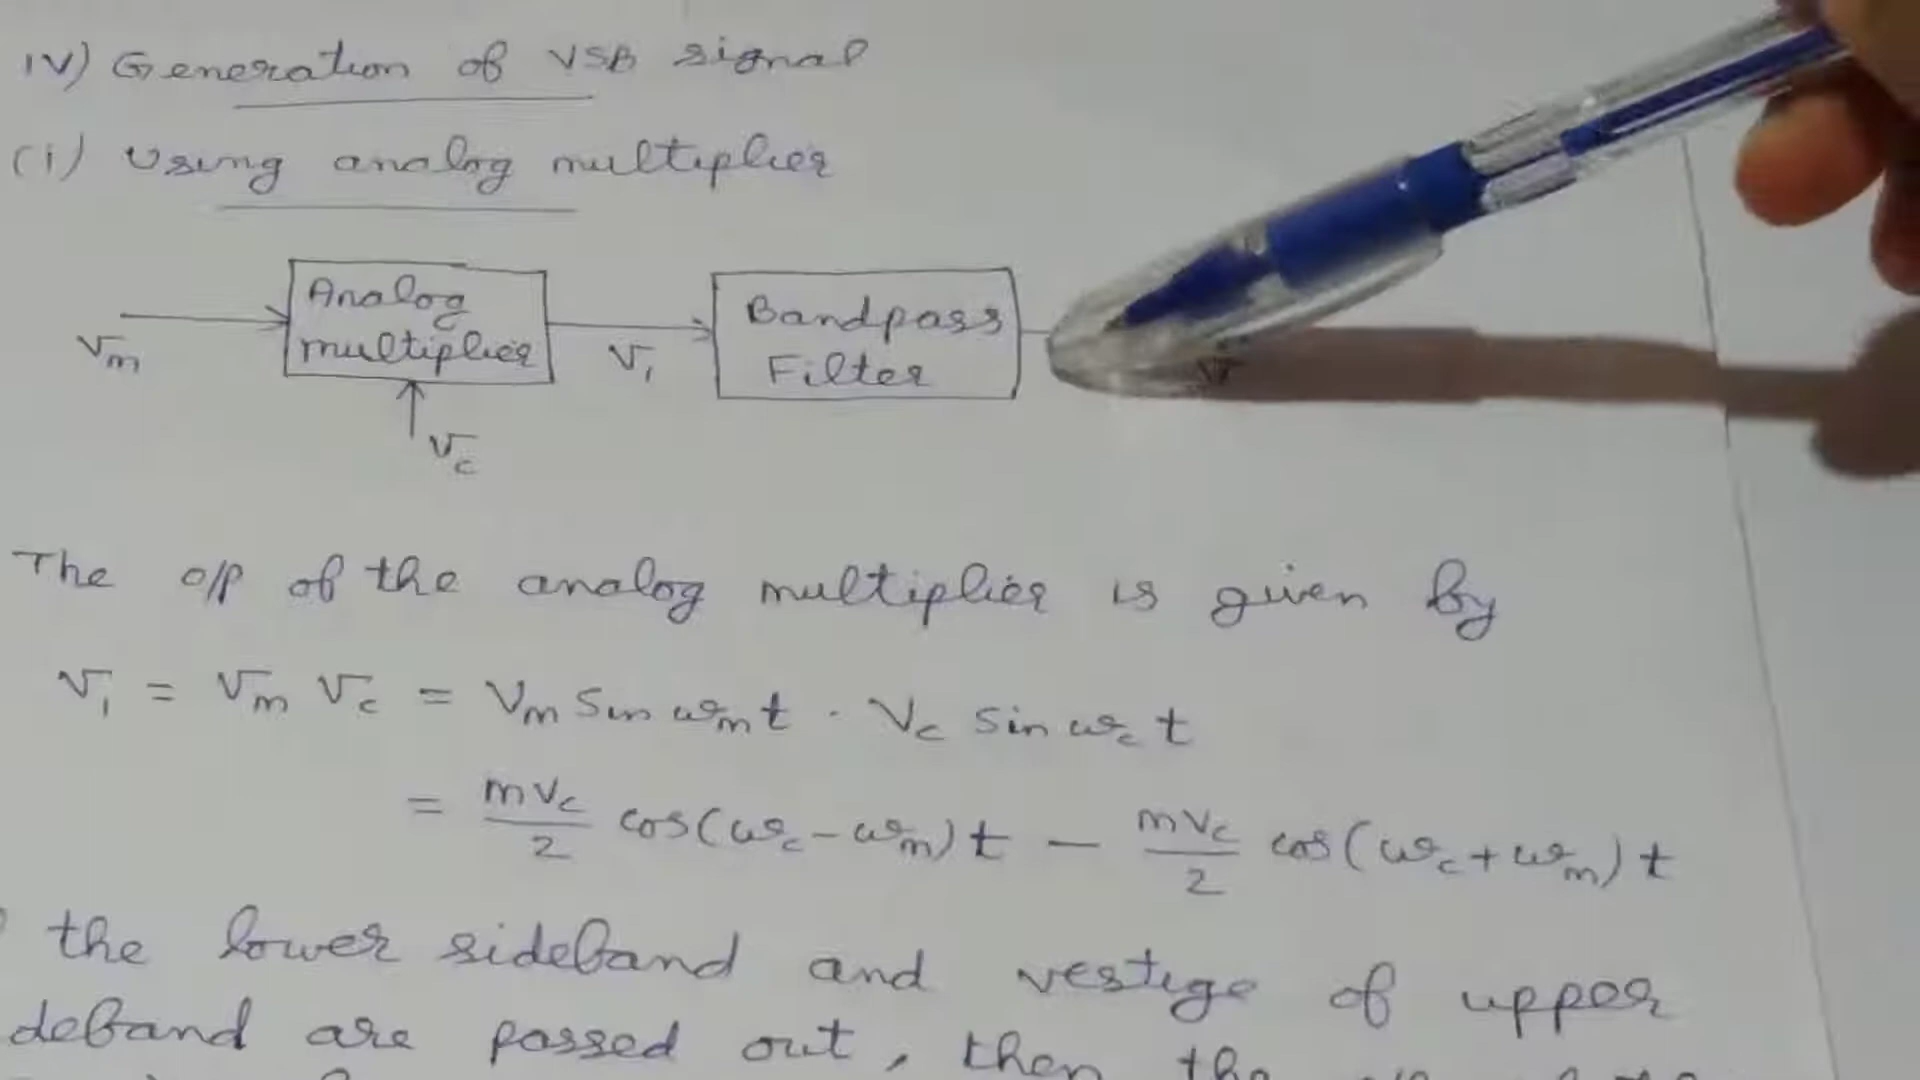 iv) Generation of VSB signal
(i) Using analog multiplier
Analog
multiplier
Bandpass
Filter
Vm
V1
V
Vc
The o/p of the analog multiplier is given by
V1 = Vm Vc = Vm Sin ωmt . Vc Sin ωc t
= mVc/2 cos(ωc - ωm)t - mVc/2 cos(ωc + ωm)t
the lower sideband and vestige of upper
deband are passed out, then the